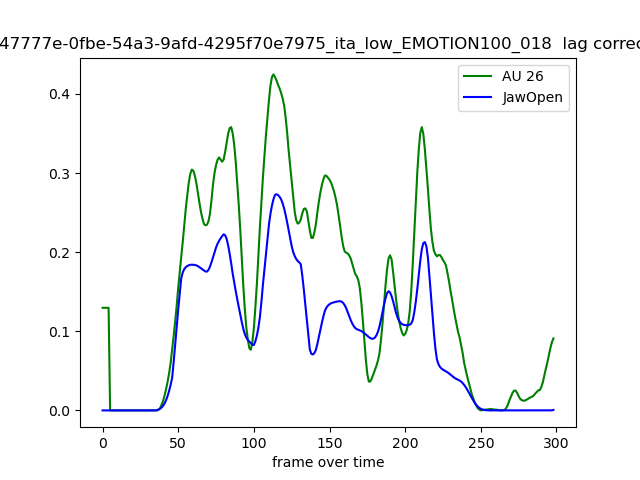 47777e-0fbe-54a3-9afd-4295f70e7975_ita_low_EMOTION100_018 lag correc
AU 26
JawOpen
0.4
0.3
0.2
0.1
0.0
0 50 100 150 200 250 300
frame over time